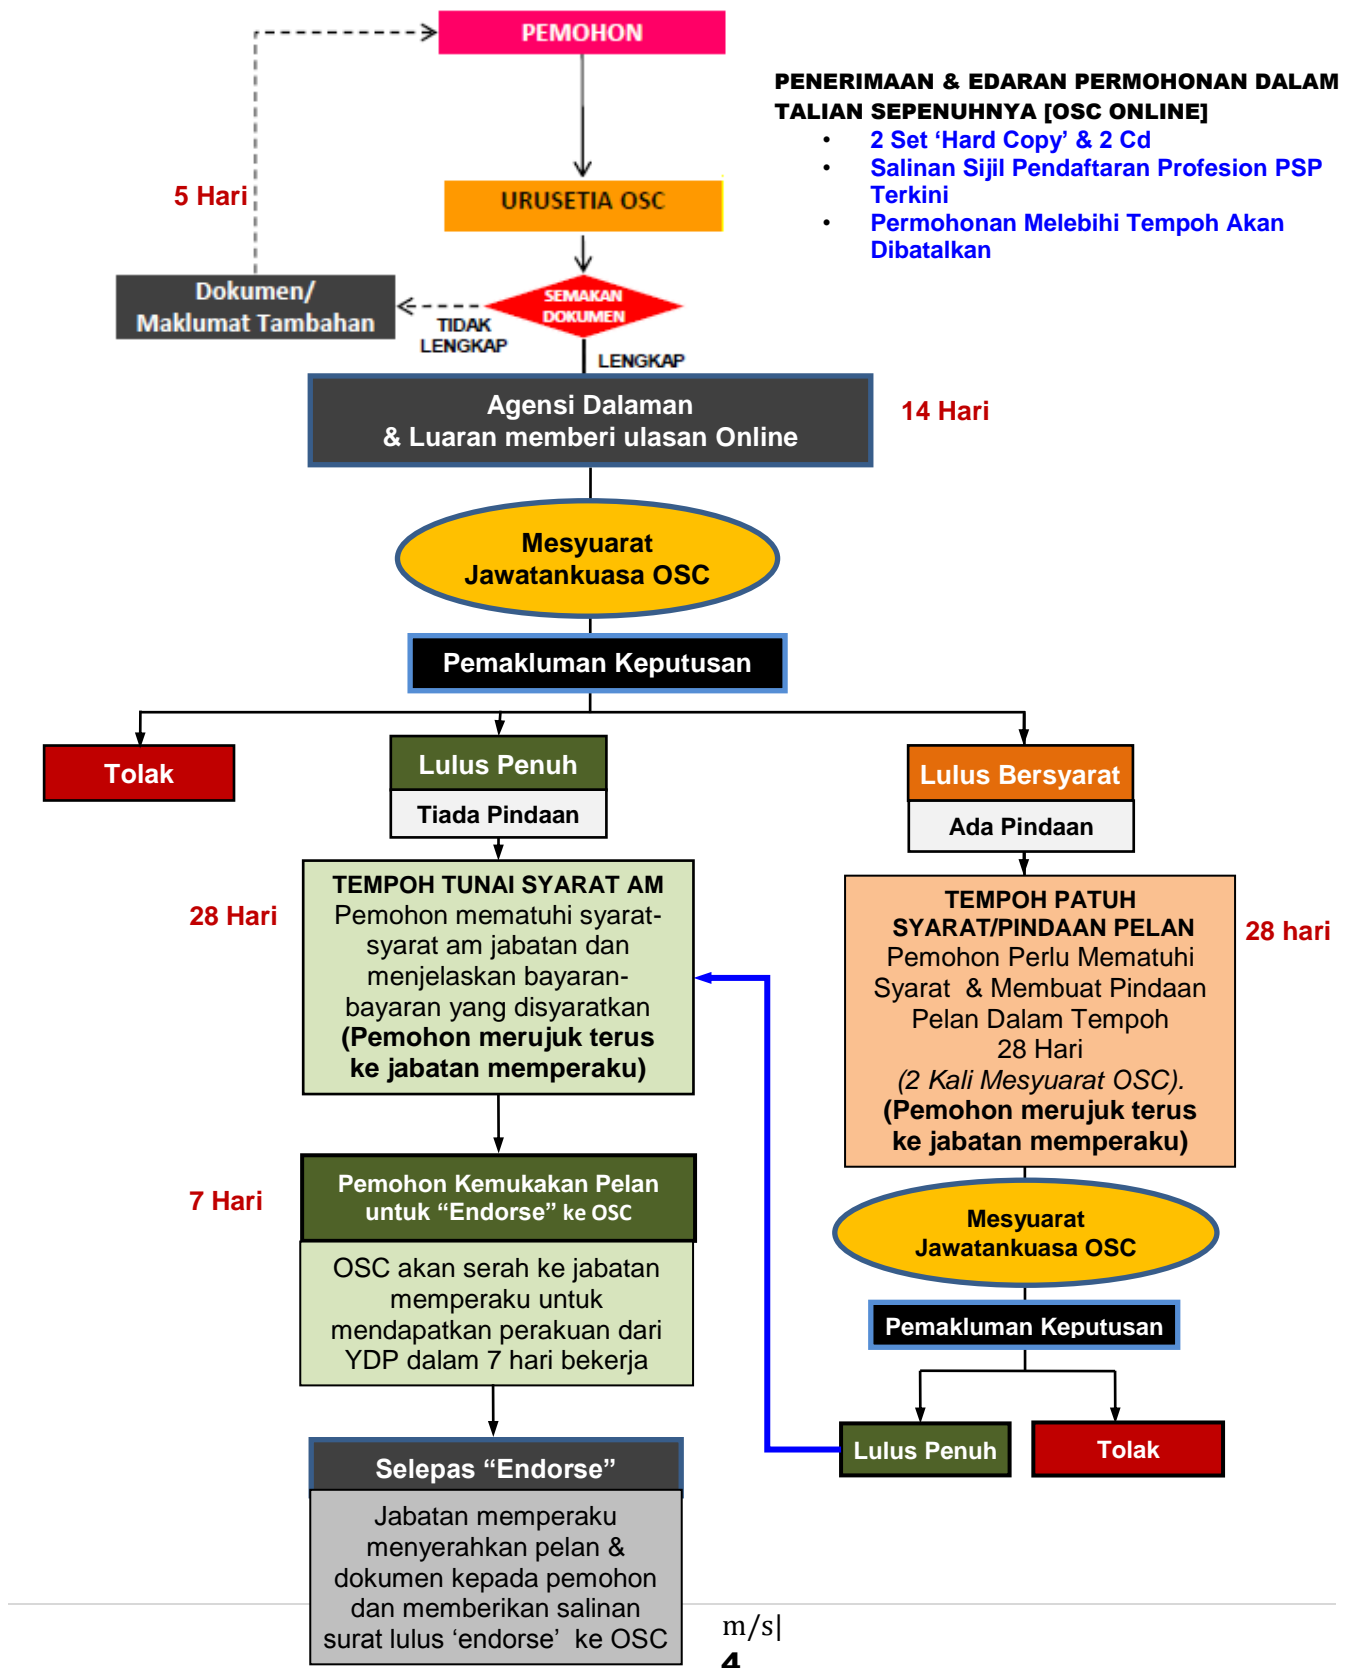 PEMOHON
PENERIMAAN & EDARAN PERMOHONAN DALAM
TALIAN SEPENUHNYA [OSC ONLINE]
• 2 Set ‘Hard Copy’ & 2 Cd
• Salinan Sijil Pendaftaran Profesion PSP
Terkini
• Permohonan Melebihi Tempoh Akan
Dibatalkan
5 Hari
URUSETIA OSC
SEMAKAN
DOKUMEN
Dokumen/
Maklumat Tambahan
TIDAK
LENGKAP
LENGKAP
Agensi Dalaman
& Luaran memberi ulasan Online
14 Hari
Mesyuarat
Jawatankuasa OSC
Pemakluman Keputusan
Tolak
Lulus Penuh
Tiada Pindaan
Lulus Bersyarat
Ada Pindaan
28 Hari
TEMPOH TUNAI SYARAT AM
Pemohon mematuhi syarat-
syarat am jabatan dan
menjelaskan bayaran-
bayaran yang disyaratkan
(Pemohon merujuk terus
ke jabatan memperaku)
TEMPOH PATUH
SYARAT/PINDAAN PELAN
Pemohon Perlu Mematuhi
Syarat & Membuat Pindaan
Pelan Dalam Tempoh
28 Hari
(2 Kali Mesyuarat OSC).
(Pemohon merujuk terus
ke jabatan memperaku)
28 hari
7 Hari
Pemohon Kemukakan Pelan
untuk “Endorse” ke OSC
OSC akan serah ke jabatan
memperaku untuk
mendapatkan perakuan dari
YDP dalam 7 hari bekerja
Mesyuarat
Jawatankuasa OSC
Pemakluman Keputusan
Lulus Penuh
Tolak
Selepas “Endorse”
Jabatan memperaku
menyerahkan pelan &
dokumen kepada pemohon
dan memberikan salinan
surat lulus ‘endorse’ ke OSC
m/s|
4